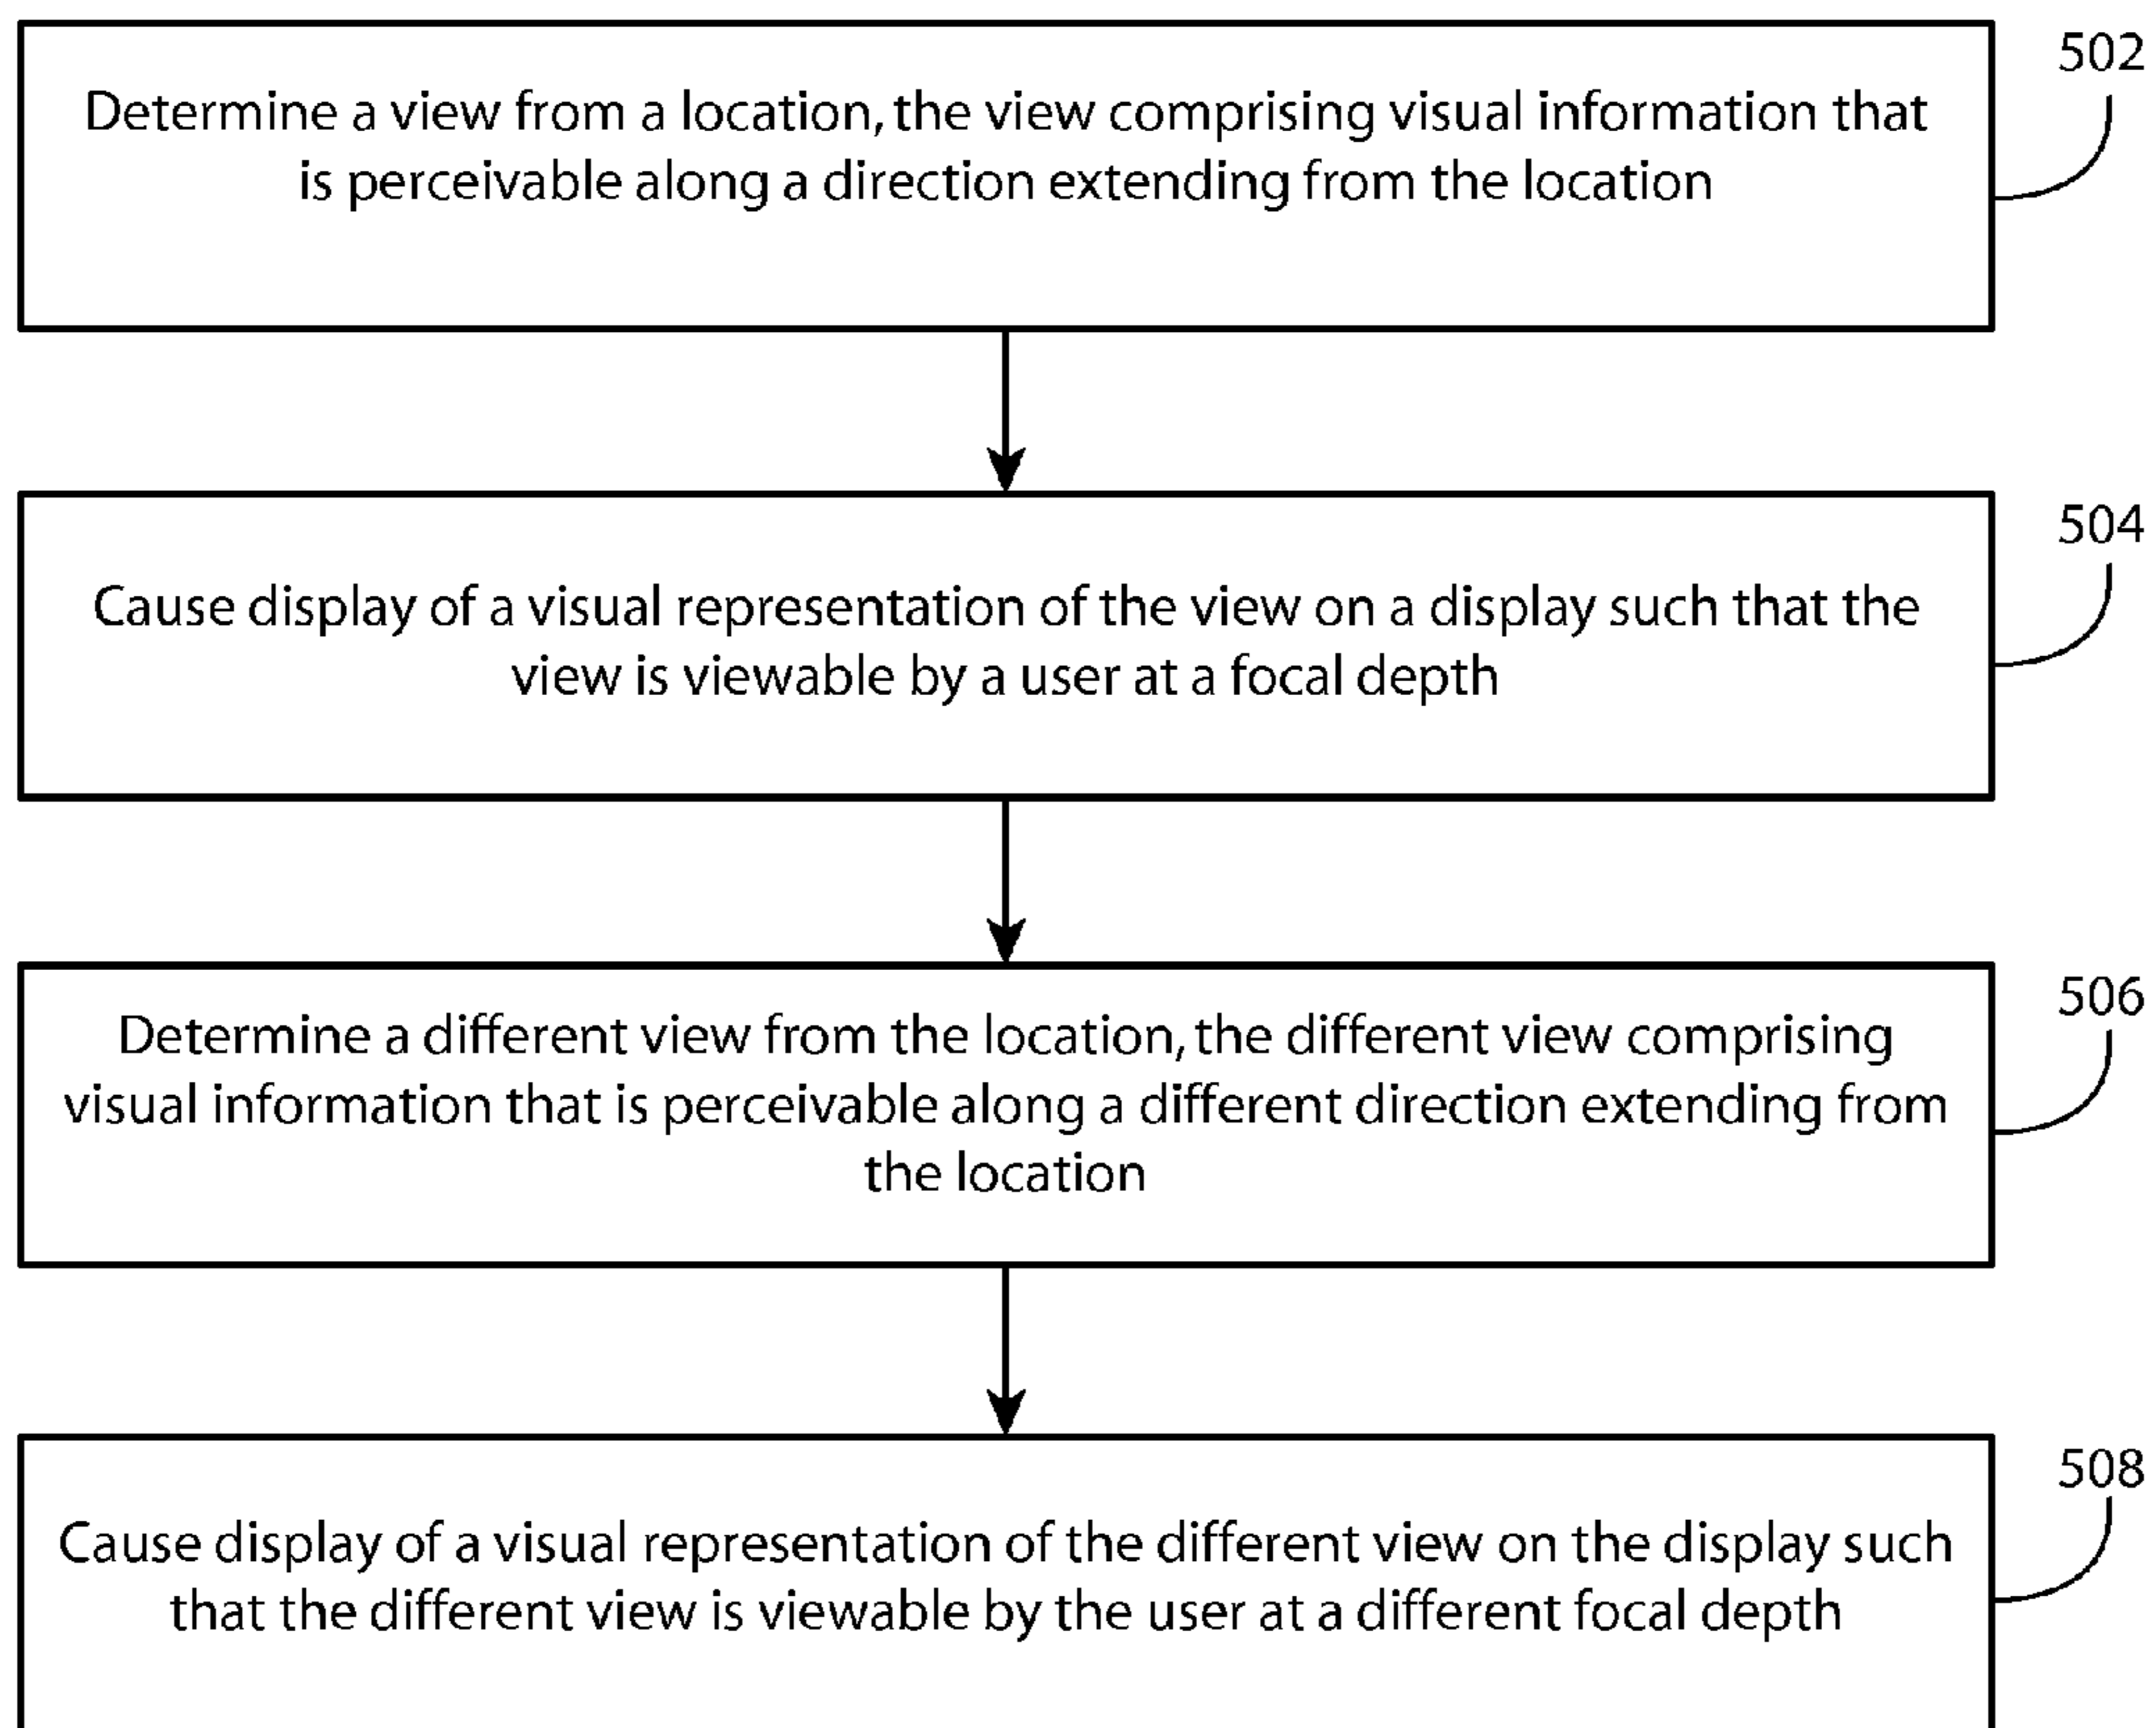 502
Determine a view from a location, the view comprising visual information that
is perceivable along a direction extending from the location
504
Cause display of a visual representation of the view on a display such that the
view is viewable by a user at a focal depth
506
Determine a different view from the location, the different view comprising
visual information that is perceivable along a different direction extending from
the location
508
Cause display of a visual representation of the different view on the display such
that the different view is viewable by the user at a different focal depth